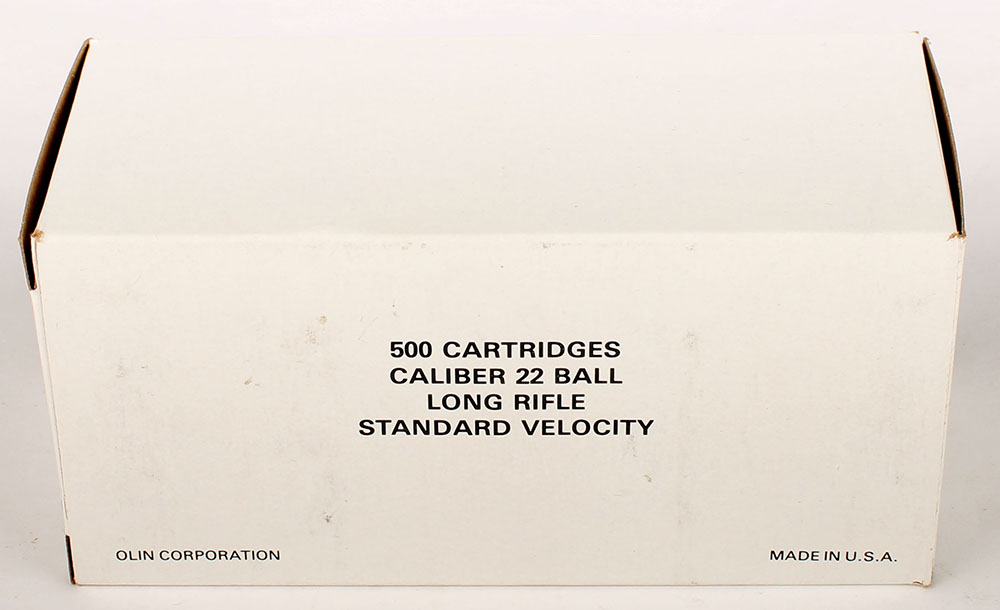 500 CARTRIDGES
CALIBER 22 BALL
LONG RIFLE
STANDARD VELOCITY
OLIN CORPORATION
MADE IN U.S.A.